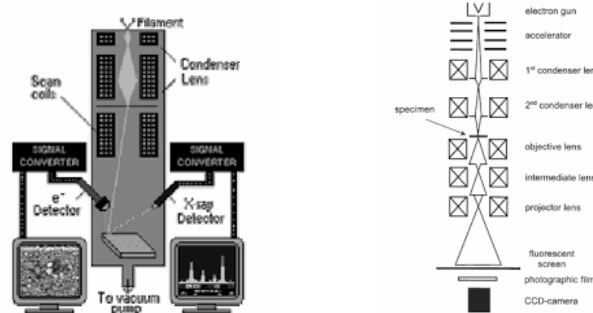 Filament
Condenser
Lens
Scan
coils
SIGNAL
CONVERTER
SIGNAL
CONVERTER
e-
Detector
X-ray
Detector
To vacuum
pump
electron gun
accelerator
1st condenser len
2nd condenser len
specimen
objective lens
intermediate lens
projector lens
fluorescent
screen
photographic film
CCD-camera